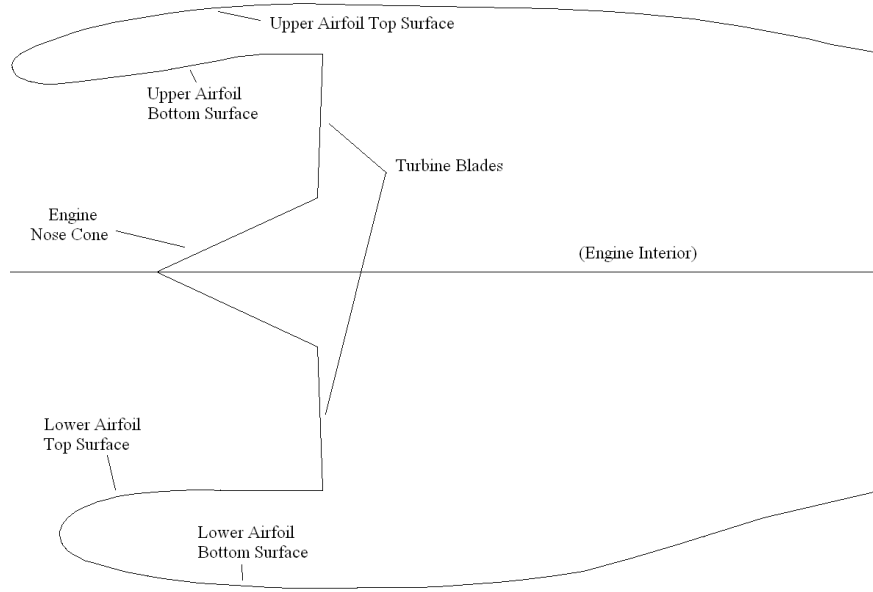 Upper Airfoil Top Surface
Upper Airfoil
Bottom Surface
Turbine Blades
Engine
Nose Cone
(Engine Interior)
Lower Airfoil
Top Surface
Lower Airfoil
Bottom Surface